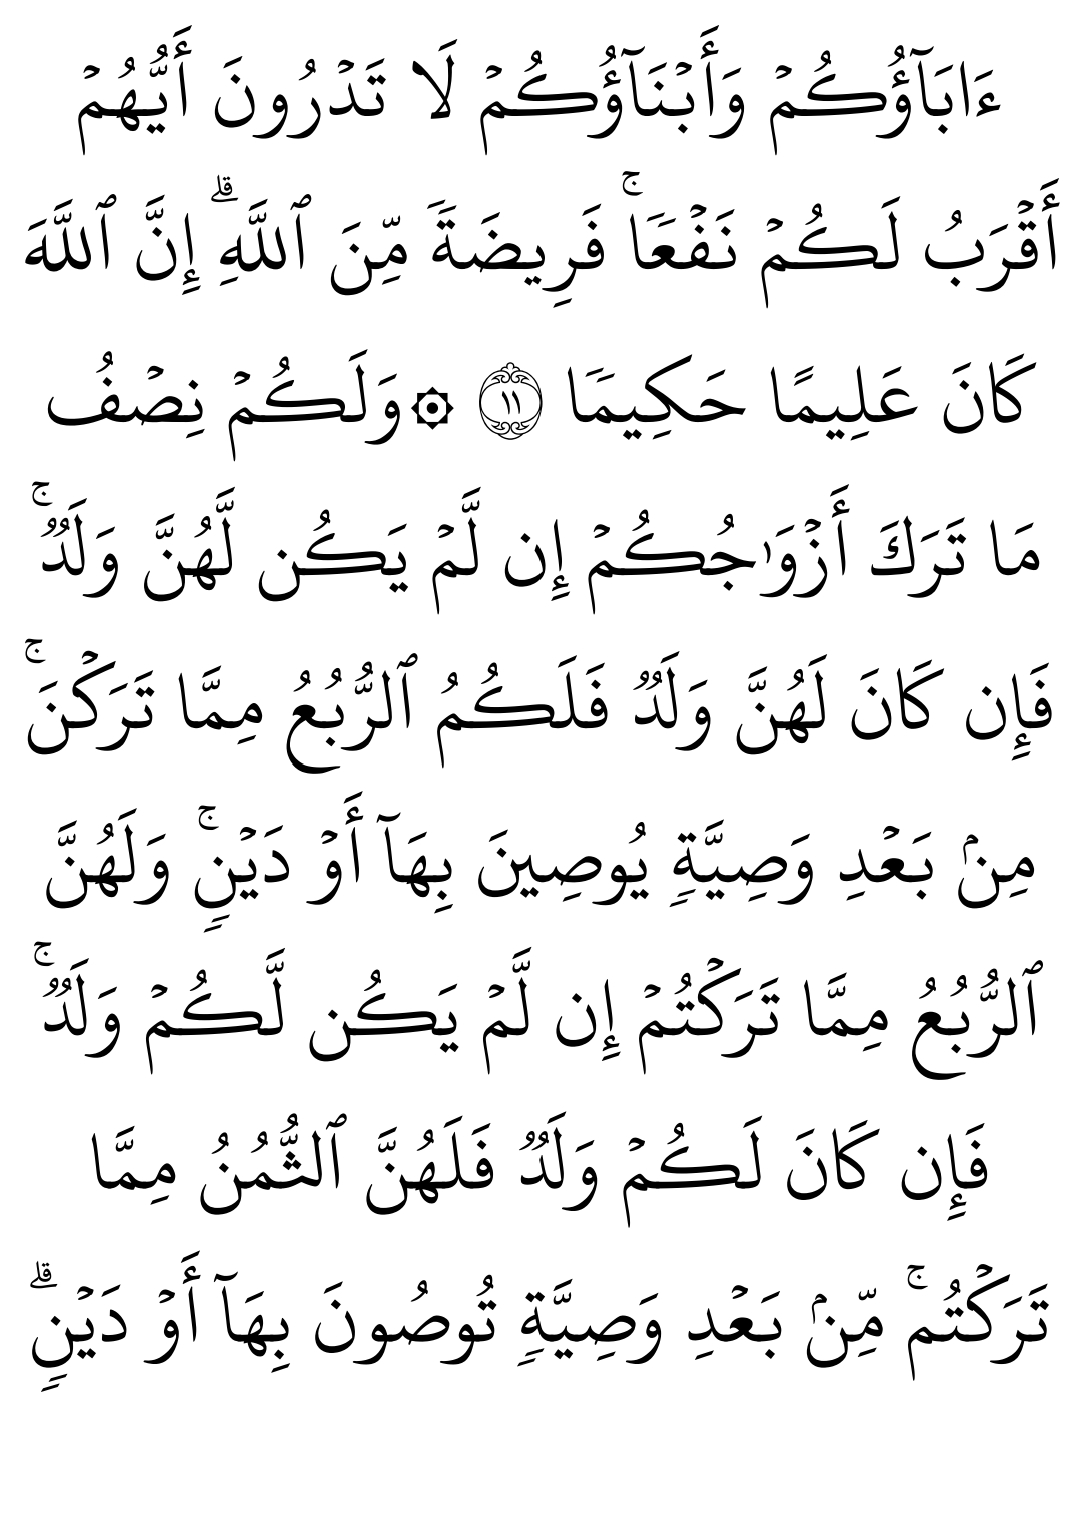 ءَابَآؤُكُمۡ وَأَبۡنَآؤُكُمۡ لَا تَدۡرُونَ أَيُّهُمۡ
أَقۡرَبُ لَكُمۡ نَفۡعٗاۚ فَرِيضَةٗ مِّنَ ٱللَّهِۗ إِنَّ ٱللَّهَ
كَانَ عَلِيمًا حَكِيمٗا ١١ ۞وَلَكُمۡ نِصۡفُ
مَا تَرَكَ أَزۡوَٰجُكُمۡ إِن لَّمۡ يَكُن لَّهُنَّ وَلَدٞۚ
فَإِن كَانَ لَهُنَّ وَلَدٞ فَلَكُمُ ٱلرُّبُعُ مِمَّا تَرَكۡنَۚ
مِنۢ بَعۡدِ وَصِيَّةٖ يُوصِينَ بِهَآ أَوۡ دَيۡنٖۚ وَلَهُنَّ
ٱلرُّبُعُ مِمَّا تَرَكۡتُمۡ إِن لَّمۡ يَكُن لَّكُمۡ وَلَدٞۚ
فَإِن كَانَ لَكُمۡ وَلَدٞ فَلَهُنَّ ٱلثُّمُنُ مِمَّا
تَرَكۡتُمۚ مِّنۢ بَعۡدِ وَصِيَّةٖ تُوصُونَ بِهَآ أَوۡ دَيۡنٖۗ